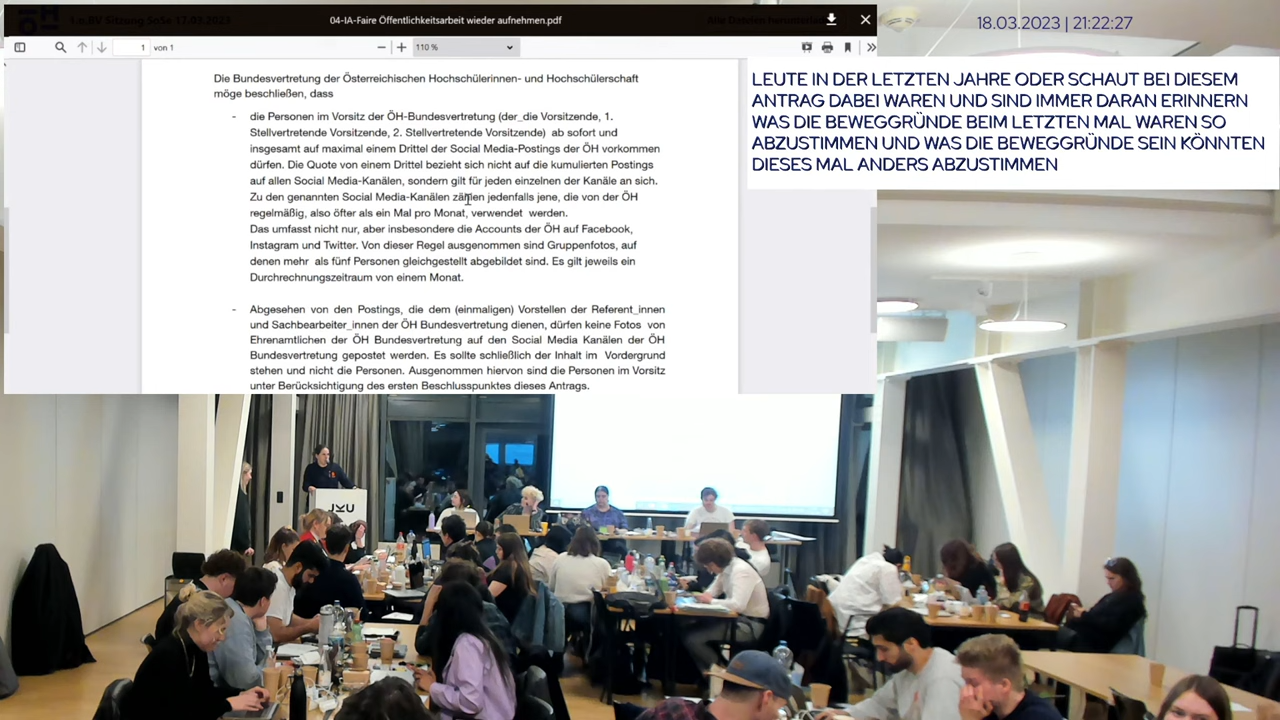 1.o.BV Sitzung SoSe 17.03.2023
04-IA-Faire Öffentlichkeitsarbeit wieder aufnehmen.pdf
18.03.2023 | 21:22:27
1 von 1
110 %
Die Bundesvertretung der Österreichischen Hochschülerinnen- und Hochschülerschaft
möge beschließen, dass
- die Personen im Vorsitz der ÖH-Bundesvertretung (der_die Vorsitzende, 1.
Stellvertretende Vorsitzende, 2. Stellvertretende Vorsitzende) ab sofort und
insgesamt auf maximal einem Drittel der Social Media-Postings der ÖH vorkommen
dürfen. Die Quote von einem Drittel bezieht sich nicht auf die kumulierten Postings
auf allen Social Media-Kanälen, sondern gilt für jeden einzelnen der Kanäle an sich.
Zu den genannten Social Media-Kanälen zählen jedenfalls jene, die von der ÖH
regelmäßig, also öfter als ein Mal pro Monat, verwendet werden.
Das umfasst nicht nur, aber insbesondere die Accounts der ÖH auf Facebook,
Instagram und Twitter. Von dieser Regel ausgenommen sind Gruppenfotos, auf
denen mehr als fünf Personen gleichgestellt abgebildet sind. Es gilt jeweils ein
Durchrechnungszeitraum von einem Monat.
- Abgesehen von den Postings, die dem (einmaligen) Vorstellen der Referent_innen
und Sachbearbeiter_innen der ÖH Bundesvertretung dienen, dürfen keine Fotos von
Ehrenamtlichen der ÖH Bundesvertretung auf den Social Media Kanälen der ÖH
Bundesvertretung gepostet werden. Es sollte schließlich der Inhalt im Vordergrund
stehen und nicht die Personen. Ausgenommen hiervon sind die Personen im Vorsitz
unter Berücksichtigung des ersten Beschlusspunktes dieses Antrags.
LEUTE IN DER LETZTEN JAHRE ODER SCHAUT BEI DIESEM
ANTRAG DABEI WAREN UND SIND IMMER DARAN ERINNERN
WAS DIE BEWEGGRÜNDE BEIM LETZTEN MAL WAREN SO
ABZUSTIMMEN UND WAS DIE BEWEGGRÜNDE SEIN KÖNNTEN
DIESES MAL ANDERS ABZUSTIMMEN
JKU